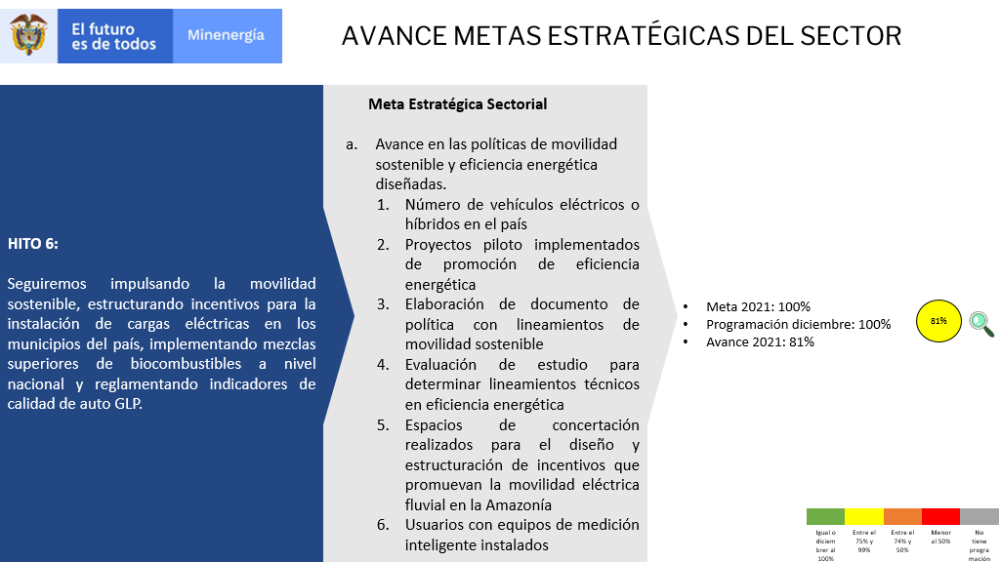 El futuro
es de todos
Minenergía
AVANCE METAS ESTRATÉGICAS DEL SECTOR
HITO 6:
Seguiremos impulsando la movilidad
sostenible, estructurando incentivos para la
instalación de cargas eléctricas en los
municipios del país, implementando mezclas
superiores de biocombustibles a nivel
nacional y reglamentando indicadores de
calidad de auto GLP.
Meta Estratégica Sectorial
a. Avance en las políticas de movilidad
sostenible y eficiencia energética
diseñadas.
1. Número de vehículos eléctricos o
híbridos en el país
2. Proyectos piloto implementados
de promoción de eficiencia
energética
3. Elaboración de documento de
política con lineamientos de
movilidad sostenible
4. Evaluación de estudio para
determinar lineamientos técnicos
en eficiencia energética
5. Espacios de concertación
realizados para el diseño y
estructuración de incentivos que
promuevan la movilidad eléctrica
fluvial en la Amazonía
6. Usuarios con equipos de medición
inteligente instalados
• Meta 2021: 100%
• Programación diciembre: 100%
• Avance 2021: 81%
81%
Igual o
diciem
brer al
100%
Entre el
75% y
99%
Entre el
74% y
50%
Menor
al 50%
No
tiene
progra
mación